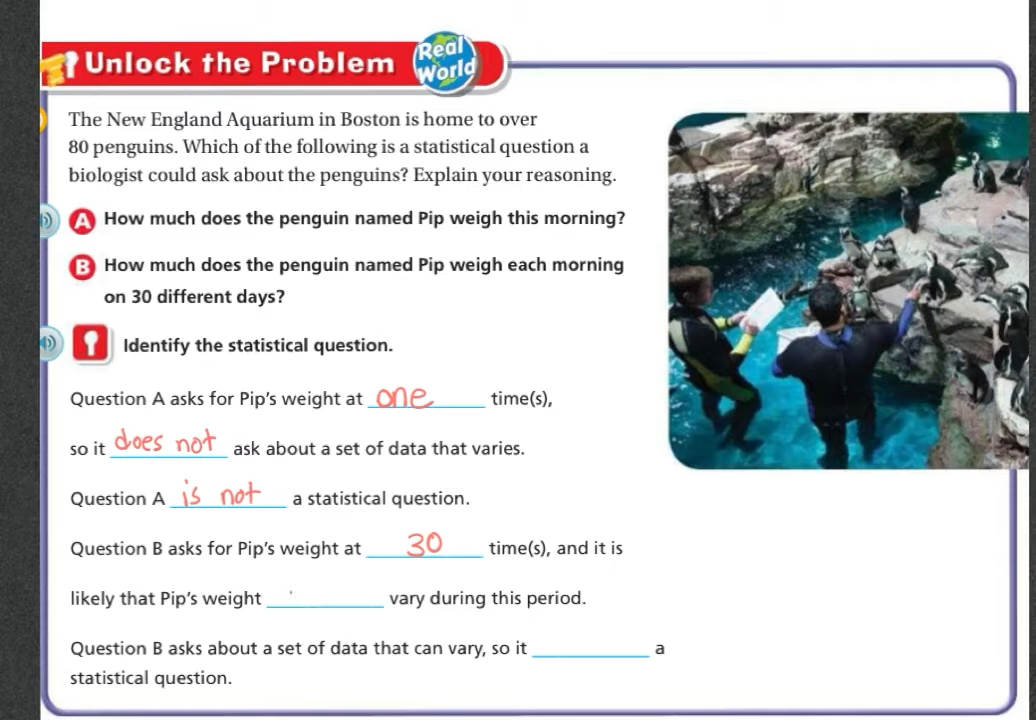 Unlock the Problem
Real
World
The New England Aquarium in Boston is home to over
80 penguins. Which of the following is a statistical question a
biologist could ask about the penguins? Explain your reasoning.
A How much does the penguin named Pip weigh this morning?
B How much does the penguin named Pip weigh each morning
on 30 different days?
Identify the statistical question.
Question A asks for Pip's weight at one time(s),
so it does not ask about a set of data that varies.
Question A is not a statistical question.
Question B asks for Pip's weight at 30 time(s), and it is
likely that Pip's weight ________ vary during this period.
Question B asks about a set of data that can vary, so it ________ a
statistical question.